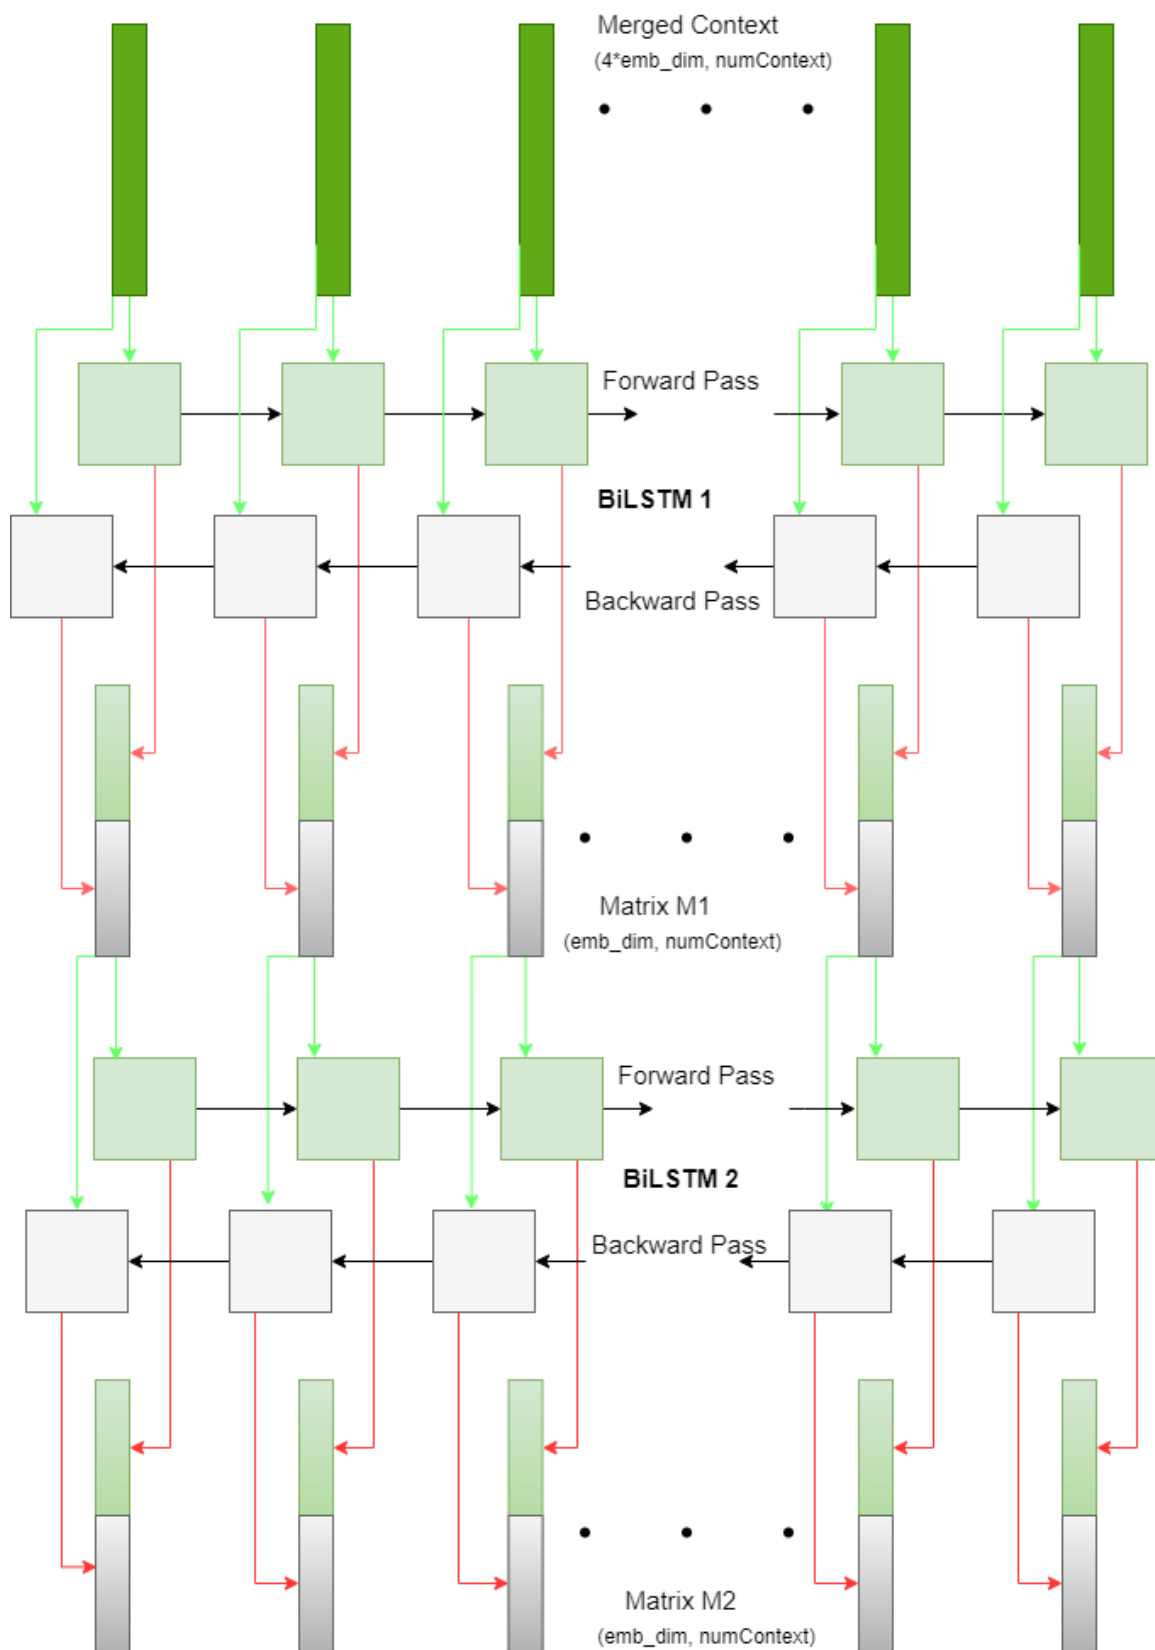 Merged Context
(4*emb_dim, numContext)
Forward Pass
BiLSTM 1
Backward Pass
Matrix M1
(emb_dim, numContext)
Forward Pass
BiLSTM 2
Backward Pass
Matrix M2
(emb_dim, numContext)